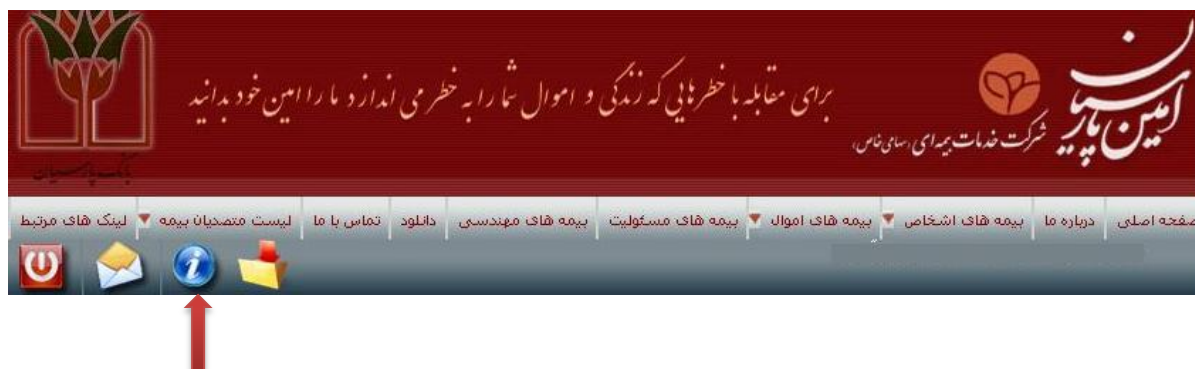 امین پارسیان
شرکت خدمات بیمه ای (سهامی خاص)
برای مقابله با خطرهایی که زندگی و اموال شما را به خطر می اندازد ما را امین خود بدانید
بانک پارسیان
صفحه اصلی
درباره ما
بیمه های اشخاص
بیمه های اموال
بیمه های مسئولیت
بیمه های مهندسی
دانلود
تماس با ما
لیست متصدیان بیمه
لینک های مرتبط